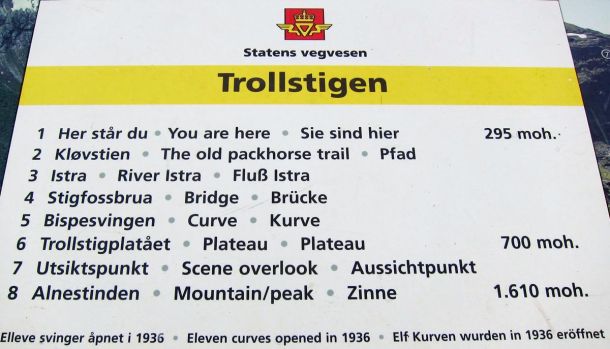 Statens vegvesen
Trollstigen
1 Her står du • You are here • Sie sind hier 295 moh.
2 Kløvstien • The old packhorse trail • Pfad
3 Istra • River Istra • Fluß Istra
4 Stigfossbrua • Bridge • Brücke
5 Bispesvingen • Curve • Kurve
6 Trollstigplatået • Plateau • Plateau 700 moh.
7 Utsiktspunkt • Scene overlook • Aussichtpunkt
8 Alnestinden • Mountain/peak • Zinne 1.610 moh.
Elleve svinger åpnet i 1936 • Eleven curves opened in 1936 • Elf Kurven wurden in 1936 eröffnet
7